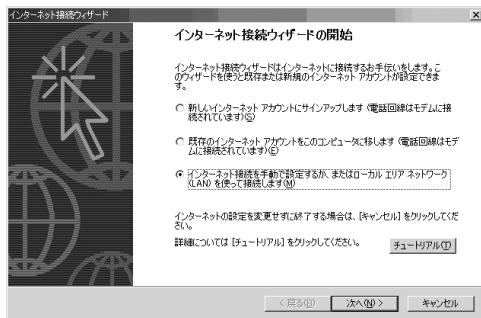 インターネット接続ウィザード
インターネット接続ウィザードの開始
インターネット接続ウィザードはインターネットに接続するお手伝いをします。こ
のウィザードを使うと既存または新規のインターネット アカウントが設定できま
す。
新しいインターネット アカウントにサインアップします (電話回線はモデムに接
続されています)(S)
既存のインターネット アカウントをこのコンピュータに移します (電話回線はモデ
ムに接続されています)(E)
インターネット接続を手動で設定するか、またはローカル エリア ネットワーク
(LAN) を使って接続します(M)
インターネットの設定を変更せずに終了する場合は、[キャンセル] をクリックしてくだ
さい。
詳細については [チュートリアル] をクリックしてください。
チュートリアル(T)
< 戻る(B) 次へ(N) > キャンセル